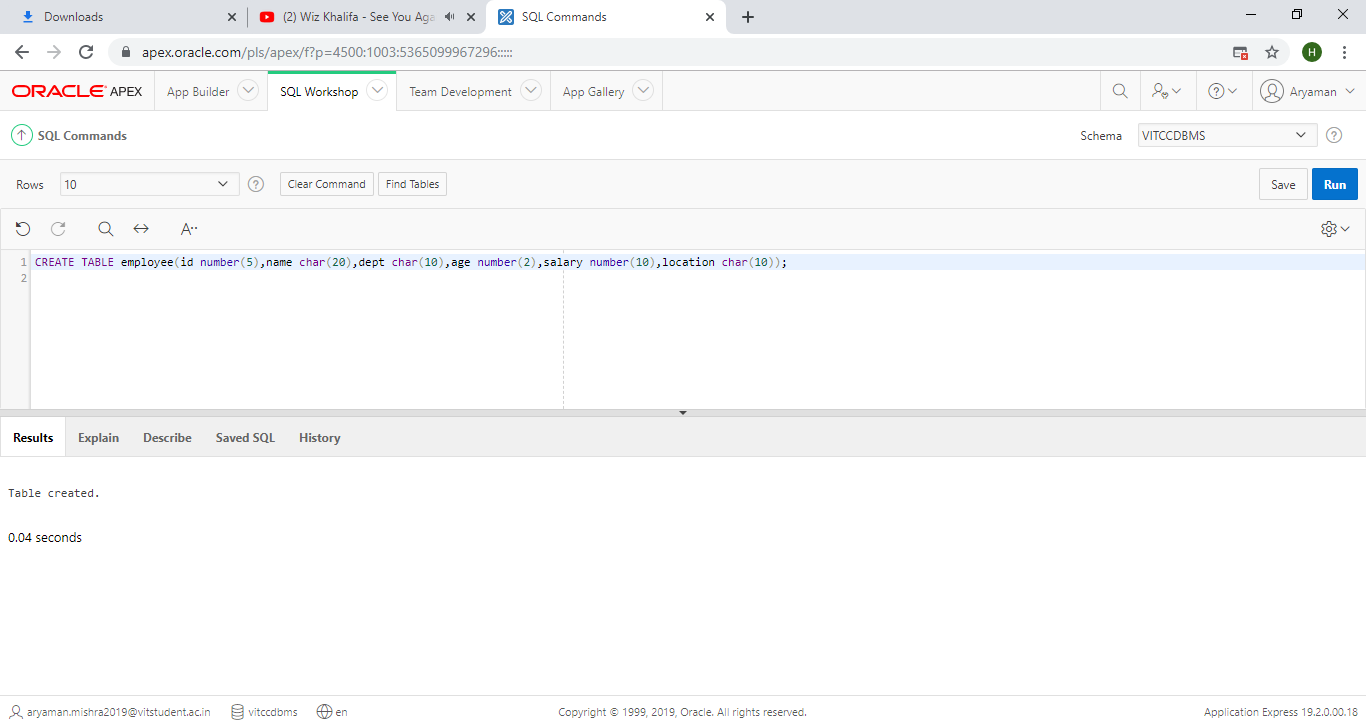 Downloads
(2) Wiz Khalifa - See You Aga
SQL Commands
apex.oracle.com/pls/apex/f?p=4500:1003:5365099967296:::::
H
ORACLE APEX
App Builder
SQL Workshop
Team Development
App Gallery
Aryaman
SQL Commands
Schema
VITCCDBMS
Rows
10
Clear Command
Find Tables
Save
Run
A··
1
CREATE TABLE employee(id number(5),name char(20),dept char(10),age number(2),salary number(10),location char(10));
2
Results
Explain
Describe
Saved SQL
History
Table created.
0.04 seconds
aryaman.mishra2019@vitstudent.ac.in
vitccdbms
en
Copyright © 1999, 2019, Oracle. All rights reserved.
Application Express 19.2.0.00.18